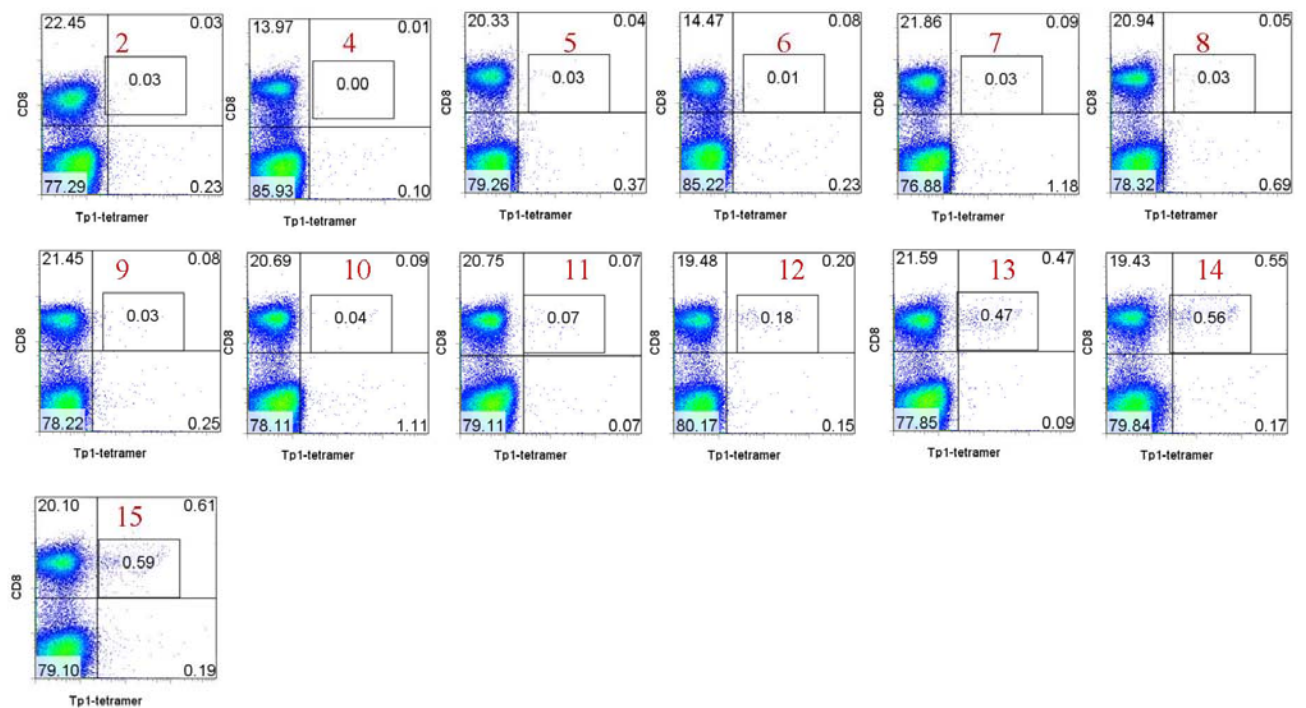 22.45 0.03
2
0.03
77.29 0.23
CD8
Tp1-tetramer
13.97 0.01
4
0.00
85.93 0.10
CD8
Tp1-tetramer
20.33 0.04
5
0.03
79.26 0.37
CD8
Tp1-tetramer
14.47 0.08
6
0.01
85.22 0.23
CD8
Tp1-tetramer
21.86 0.09
7
0.03
76.88 1.18
CD8
Tp1-tetramer
20.94 0.05
8
0.03
78.32 0.69
CD8
Tp1-tetramer
21.45 0.08
9
0.03
78.22 0.25
CD8
Tp1-tetramer
20.69 0.09
10
0.04
78.11 1.11
CD8
Tp1-tetramer
20.75 0.07
11
0.07
79.11 0.07
CD8
Tp1-tetramer
19.48 0.20
12
0.18
80.17 0.15
CD8
Tp1-tetramer
21.59 0.47
13
0.47
77.85 0.09
CD8
Tp1-tetramer
19.43 0.55
14
0.56
79.84 0.17
CD8
Tp1-tetramer
20.10 0.61
15
0.59
79.10 0.19
CD8
Tp1-tetramer